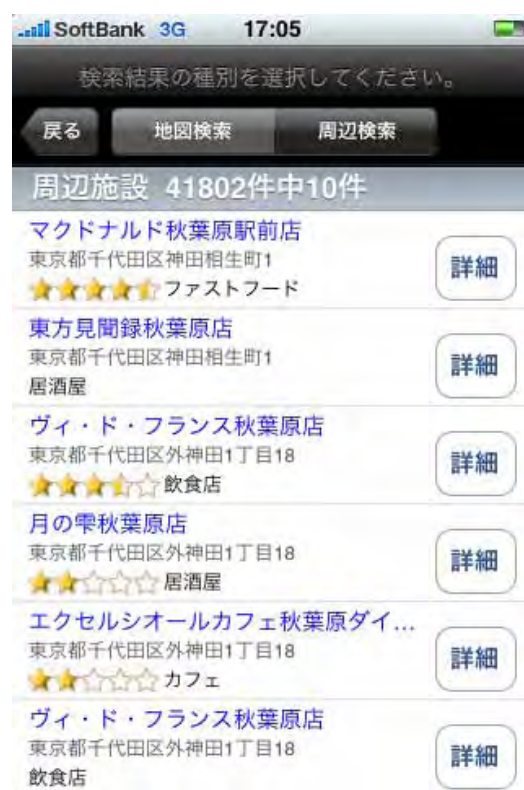 SoftBank 3G 17:05
検索結果の種別を選択してください。
戻る 地図検索 周辺検索
周辺施設 41802件中10件
マクドナルド秋葉原駅前店
東京都千代田区神田相生町1
ファストフード
詳細
東方見聞録秋葉原店
東京都千代田区神田相生町1
居酒屋
詳細
ヴィ・ド・フランス秋葉原店
東京都千代田区外神田1丁目18
飲食店
詳細
月の雫秋葉原店
東京都千代田区外神田1丁目18
居酒屋
詳細
エクセルシオールカフェ秋葉原ダイ...
東京都千代田区外神田1丁目18
カフェ
詳細
ヴィ・ド・フランス秋葉原店
東京都千代田区外神田1丁目18
飲食店
詳細